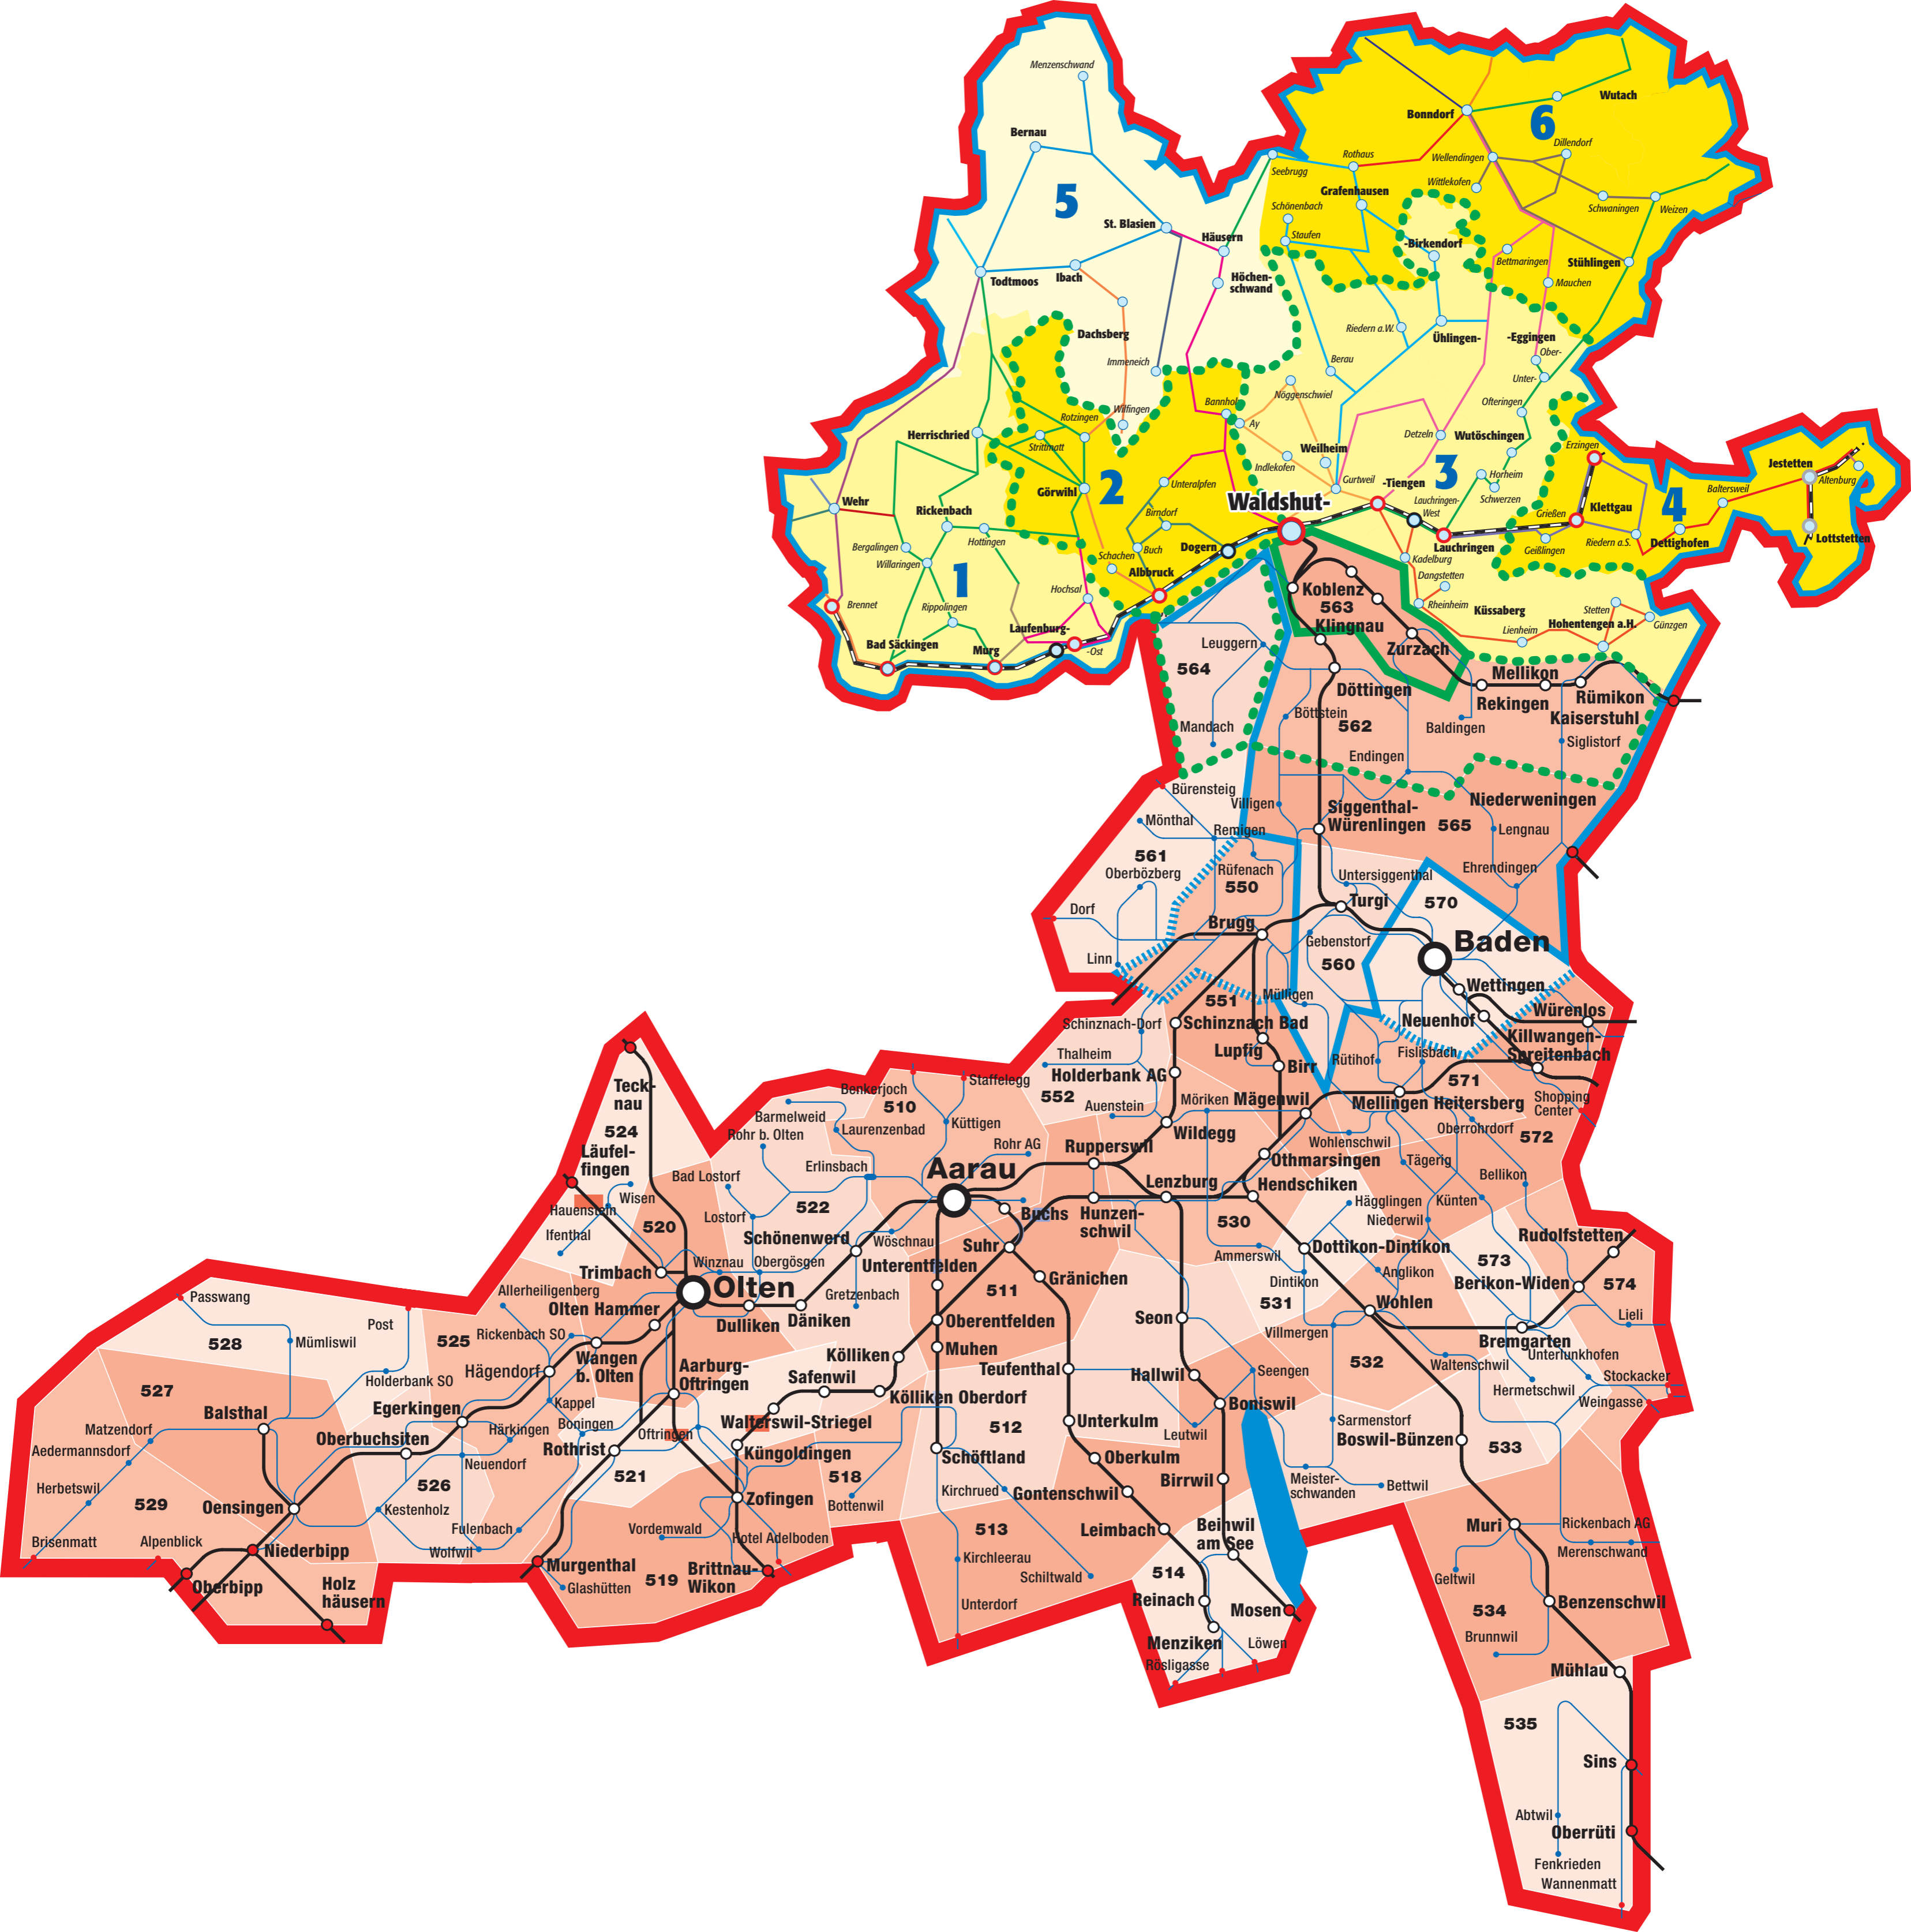 Menzenschwand
Bernau
5
St. Blasien
Häusern
Höchen-
schwand
Todtmoos
Ibach
Dachsberg
Immeneich
Wilfingen
Bonndorf
Wutach
6
Dillendorf
Wellendingen
Wittlekofen
Schwaningen
Weizen
Rothaus
Seebrugg
Grafenhausen
Schönenbach
Staufen
-Birkendorf
Bettmaringen
Stühlingen
Mauchen
Riedern a.W.
Ühlingen-
-Eggingen
Ober-
Unter-
Berau
Nöggenschwiel
Ofteringen
Bannholz
Ay
Rotzingen
Strittmatt
Herrischried
Detzeln
Wutöschingen
Erzingen
Weilheim
Indlekofen
Gurtweil
-Tiengen
3
Horheim
Schwerzen
Görwihl
2
Unteralpfen
Birndorf
Waldshut-
Lauchringen-
West
Lauchringen
Grießen
Klettgau
Geißlingen
Riedern a.S.
4
Dettighofen
Baltersweil
Jestetten
Altenburg
Lottstetten
Wehr
Rickenbach
Hottingen
Bergalingen
Willaringen
1
Rippolingen
Brennet
Bad Säckingen
Murg
Laufenburg-
-Ost
Hochsal
Schachen
Buch
Dogern
Albbruck
Kadelburg
Dangstetten
Rheinheim
Küssaberg
Lienheim
Stetten
Hohentengen a.H.
Günzgen
Koblenz
563
Klingnau
Zurzach
Leuggern
564
Mandach
Döttingen
Böttstein
562
Endingen
Baldingen
Mellikon
Rekingen
Rümikon
Kaiserstuhl
Siglistorf
Bürensteig
Mönthal
Villigen
Remigen
Siggenthal-
Würenlingen
565
Niederweningen
Lengnau
Ehrendingen
561
Oberbözberg
Rüfenach
550
Untersiggenthal
Turgi
570
Dorf
Linn
Brugg
Gebenstorf
560
Baden
Wettingen
Neuenhof
Würenlos
Killwangen-
Spreitenbach
551
Mülligen
Schinznach-Dorf
Schinznach Bad
Lupfig
Birr
Rütihof
Fislisbach
571
Thalheim
Holderbank AG
552
Auenstein
Möriken
Mägenwil
Mellingen Heitersberg
Shopping
Center
Oberrohrdorf
572
Wildegg
Wohlenschwil
Othmarsingen
Tägerig
Bellikon
Teck-
nau
524
Läufel-
fingen
Wisen
Hauenstein
Ifenthal
520
Benkerjoch
Staffelegg
510
Barmelweid
Laurenzenbad
Küttigen
Rohr b. Olten
Rohr AG
Erlinsbach
Bad Lostorf
Lostorf
522
Aarau
Rupperswil
Lenzburg
Hendschiken
Buchs
Hunzen-
schwil
530
Hägglingen
Niederwil
Künten
Ammerswil
Dottikon-Dintikon
Dintikon
Anglikon
573
Rudolfstetten
Berikon-Widen
574
Lieli
Schönenwerd
Wöschnau
Suhr
Unterentfelden
Gränichen
511
Gretzenbach
Obergösgen
Winznau
Trimbach
Olten
Dulliken
Däniken
Oberentfelden
Muhen
Kölliken
Teufenthal
Seon
531
Wohlen
Villmergen
Bremgarten
Unterlunkhofen
Waltenschwil
Hermetschwil
Stockacker
Weingasse
532
Allerheiligenberg
Olten Hammer
Rickenbach SO
Hägendorf
Wangen
b. Olten
525
Passwang
528
Mümliswil
Post
Holderbank SO
527
Balsthal
Matzendorf
Aedermannsdorf
Herbetswil
529
Brisenmatt
Alpenblick
Oensingen
Niederbipp
Oberbipp
Holz
häusern
Egerkingen
Oberbuchsiten
526
Kestenholz
Neuendorf
Härkingen
Kappel
Boningen
Fulenbach
Wolfwil
Rothrist
521
Aarburg-
Oftringen
Oftringen
Safenwil
Walterswil-Striegel
Küngoldingen
Kölliken Oberdorf
Zofingen
518
Bottenwil
Vordemwald
Hotel Adelboden
Murgenthal
Glashütten
519
Brittnau-
Wikon
512
Schöftland
Kirchrued
513
Kirchleerau
Schiltwald
Unterdorf
Unterkulm
Oberkulm
Gontenschwil
Leimbach
Hallwil
Seengen
Boniswil
Leutwil
Birrwil
Beinwil
am See
514
Reinach
Menziken
Mosen
Löwen
Rösligasse
Sarmenstorf
Boswil-Bünzen
533
Meister-
schwanden
Bettwil
Muri
Rickenbach AG
Merenschwand
Geltwil
534
Benzenschwil
Brunnwil
Mühlau
535
Sins
Abtwil
Oberrüti
Fenkrieden
Wannenmatt